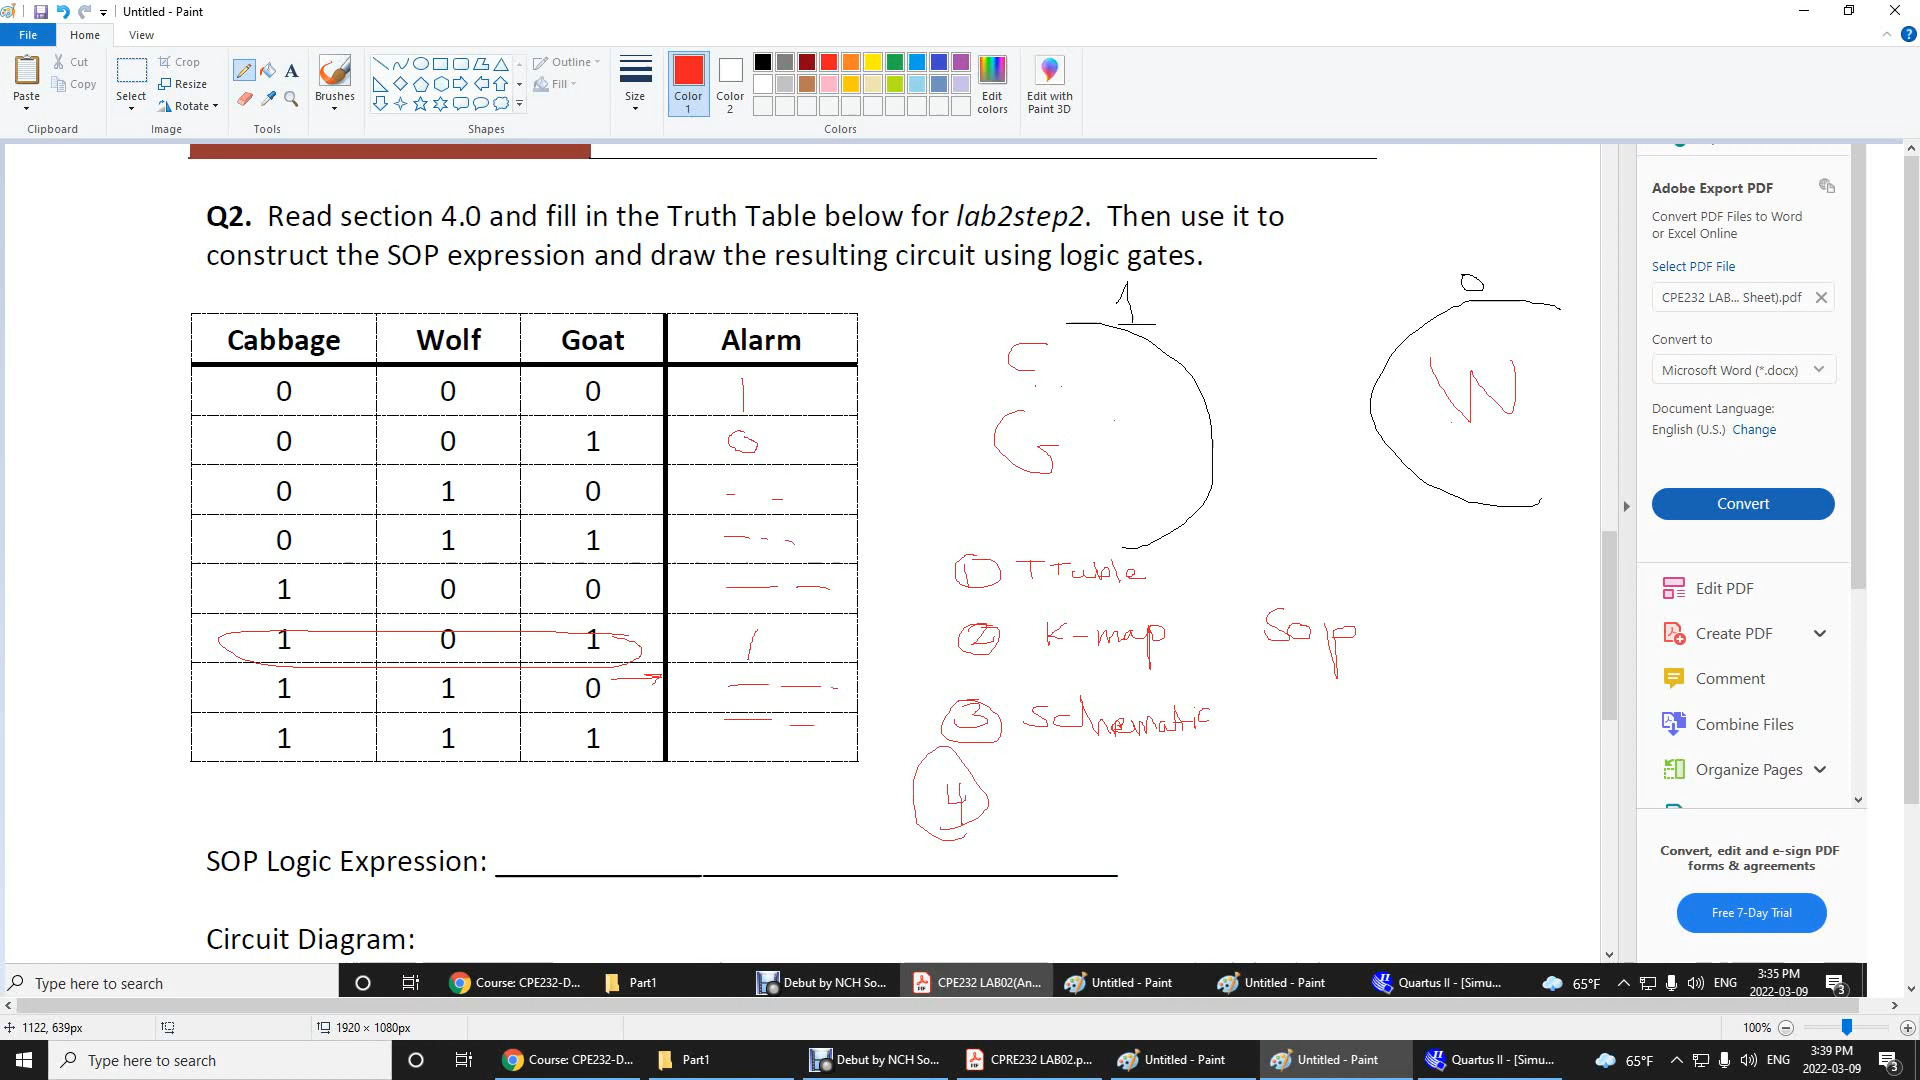 Untitled - Paint
File Home View
Paste Cut Copy Clipboard
Select Crop Resize Rotate Image
Tools
Brushes
Outline Fill Shapes
Size
Color 1 Color 2 Edit colors Edit with Paint 3D Colors
Q2. Read section 4.0 and fill in the Truth Table below for lab2step2. Then use it to
construct the SOP expression and draw the resulting circuit using logic gates.
Cabbage Wolf Goat Alarm
0 0 0 1
0 0 1 0
0 1 0
0 1 1
1 0 0
1 0 1 1
1 1 0
1 1 1
1 0
C
G
W
1 T Table
2 K-map SOP
3 Schematic
4
SOP Logic Expression:
Circuit Diagram:
Adobe Export PDF
Convert PDF Files to Word
or Excel Online
Select PDF File
CPE232 LAB... Sheet).pdf
Convert to
Microsoft Word (*.docx)
Document Language:
English (U.S.) Change
Convert
Edit PDF
Create PDF
Comment
Combine Files
Organize Pages
Convert, edit and e-sign PDF
forms & agreements
Free 7-Day Trial
Type here to search Course: CPE232-D... Part1 Debut by NCH So... CPE232 LAB02(An... Untitled - Paint Untitled - Paint Quartus II - [Simu... 65°F ENG 3:35 PM 2022-03-09 3
1122, 639px 1920 × 1080px 100%
Type here to search Course: CPE232-D... Part1 Debut by NCH So... CPRE232 LAB02.p... Untitled - Paint Untitled - Paint Quartus II - [Simu... 65°F ENG 3:39 PM 2022-03-09 3